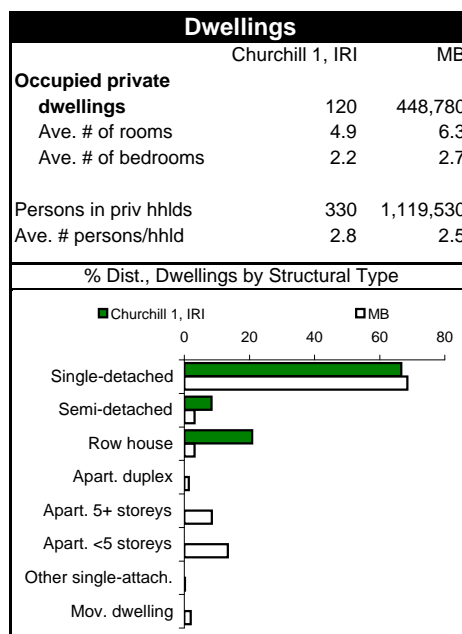 Dwellings
Churchill 1, IRI MB
Occupied private
dwellings 120 448,780
Ave. # of rooms 4.9 6.3
Ave. # of bedrooms 2.2 2.7
Persons in priv hhlds 330 1,119,530
Ave. # persons/hhld 2.8 2.5
% Dist., Dwellings by Structural Type
Churchill 1, IRI MB
0 20 40 60 80
Single-detached
Semi-detached
Row house
Apart. duplex
Apart. 5+ storeys
Apart. <5 storeys
Other single-attach.
Mov. dwelling